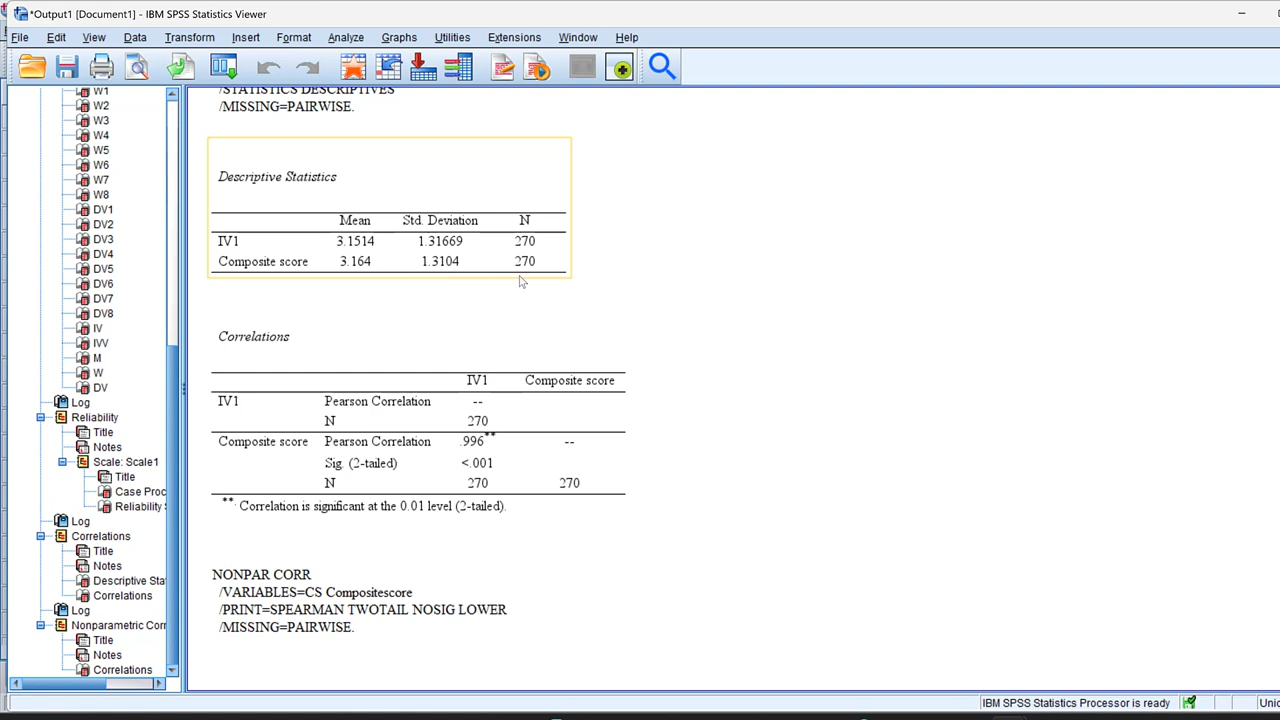 *Output1 [Document1] - IBM SPSS Statistics Viewer
File Edit View Data Transform Insert Format Analyze Graphs Utilities Extensions Window Help
W1
W2
W3
W4
W5
W6
W7
W8
DV1
DV2
DV3
DV4
DV5
DV6
DV7
DV8
IV
IVV
M
W
DV
Log
Reliability
Title
Notes
Scale: Scale1
Title
Case Proc
Reliability
Log
Correlations
Title
Notes
Descriptive Sta
Correlations
Log
Nonparametric Corr
Title
Notes
Correlations
/STATISTICS DESCRIPTIVES
/MISSING=PAIRWISE.
Descriptive Statistics
Mean Std. Deviation N
IV1 3.1514 1.31669 270
Composite score 3.164 1.3104 270
Correlations
IV1 Composite score
IV1 Pearson Correlation --
N 270
Composite score Pearson Correlation .996** --
Sig. (2-tailed) <.001
N 270 270
**. Correlation is significant at the 0.01 level (2-tailed).
NONPAR CORR
/VARIABLES=CS Compositescore
/PRINT=SPEARMAN TWOTAIL NOSIG LOWER
/MISSING=PAIRWISE.
IBM SPSS Statistics Processor is ready